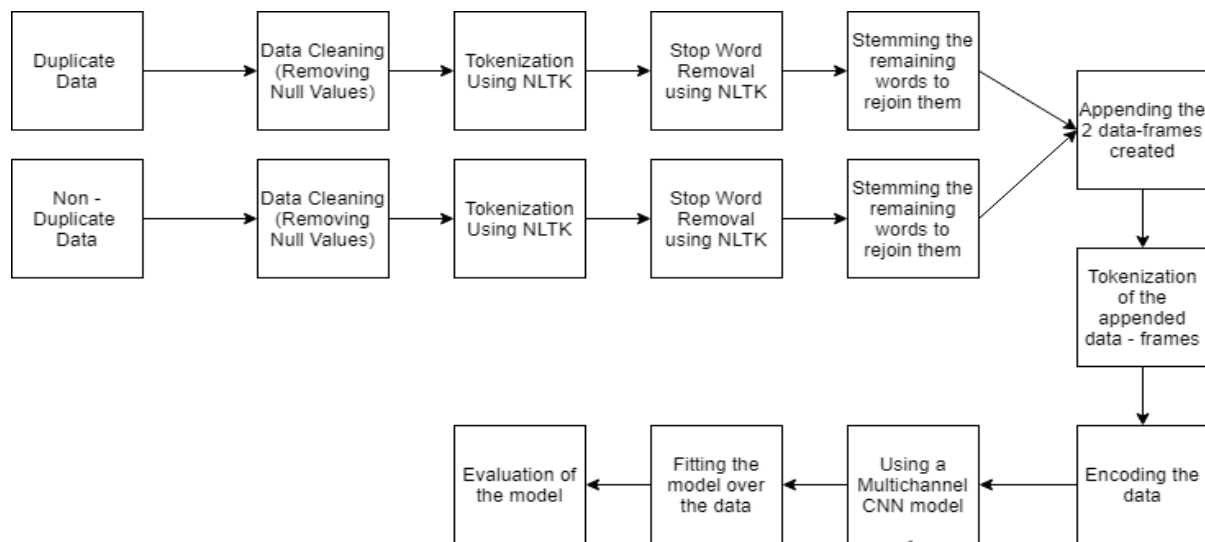 Duplicate
Data
Data Cleaning
(Removing
Null Values)
Tokenization
Using NLTK
Stop Word
Removal
using NLTK
Stemming the
remaining
words to
rejoin them
Appending the
2 data-frames
created
Non -
Duplicate
Data
Data Cleaning
(Removing
Null Values)
Tokenization
Using NLTK
Stop Word
Removal
using NLTK
Stemming the
remaining
words to
rejoin them
Tokenization
of the
appended
data - frames
Encoding the
data
Using a
Multichannel
CNN model
Fitting the
model over
the data
Evaluation of
the model